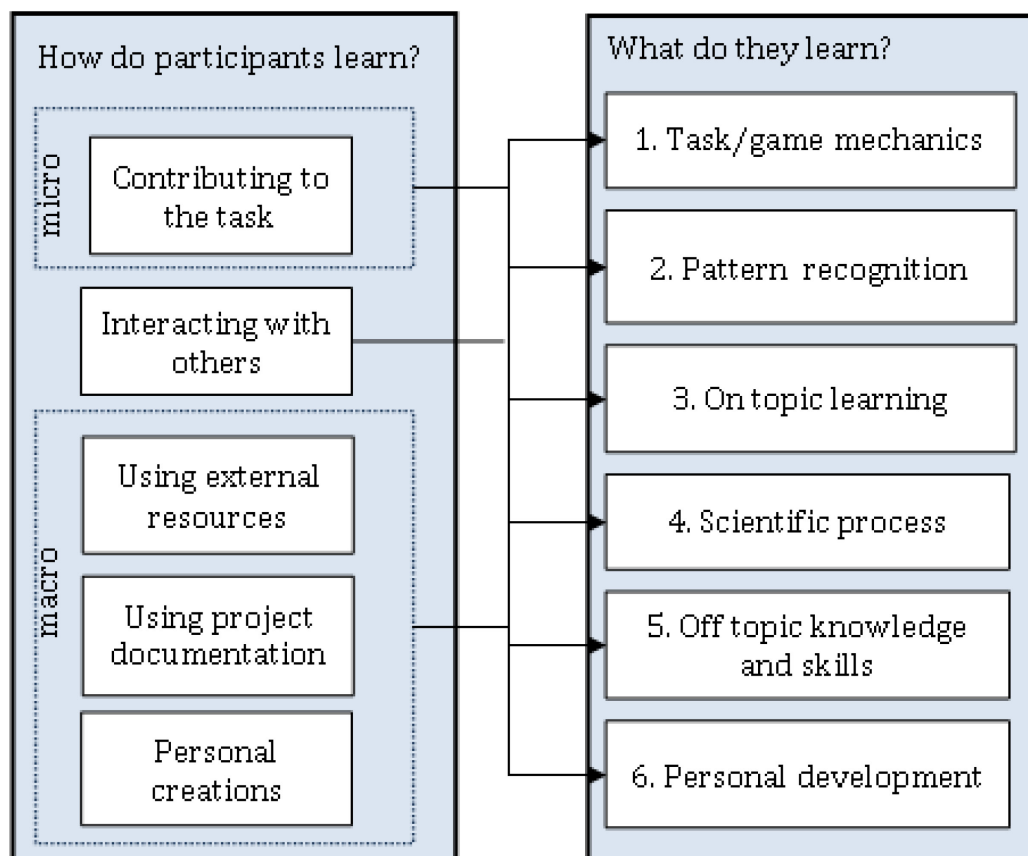 How do participants learn?
micro
Contributing to
the task
Interacting with
others
macro
Using external
resources
Using project
documentation
Personal
creations
What do they learn?
1. Task/game mechanics
2. Pattern recognition
3. On topic learning
4. Scientific process
5. Off topic knowledge
and skills
6. Personal development